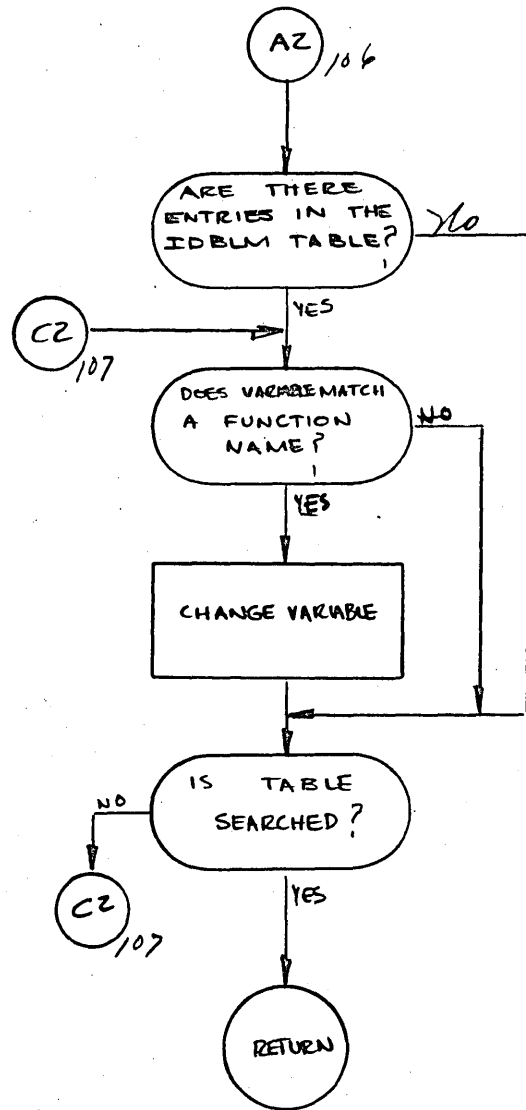 A2
106
ARE THERE
ENTRIES IN THE
IDBLM TABLE?
No
YES
C2
107
DOES VARIABLE MATCH
A FUNCTION
NAME?
NO
YES
CHANGE VARIABLE
IS TABLE
SEARCHED?
NO
C2
107
YES
RETURN